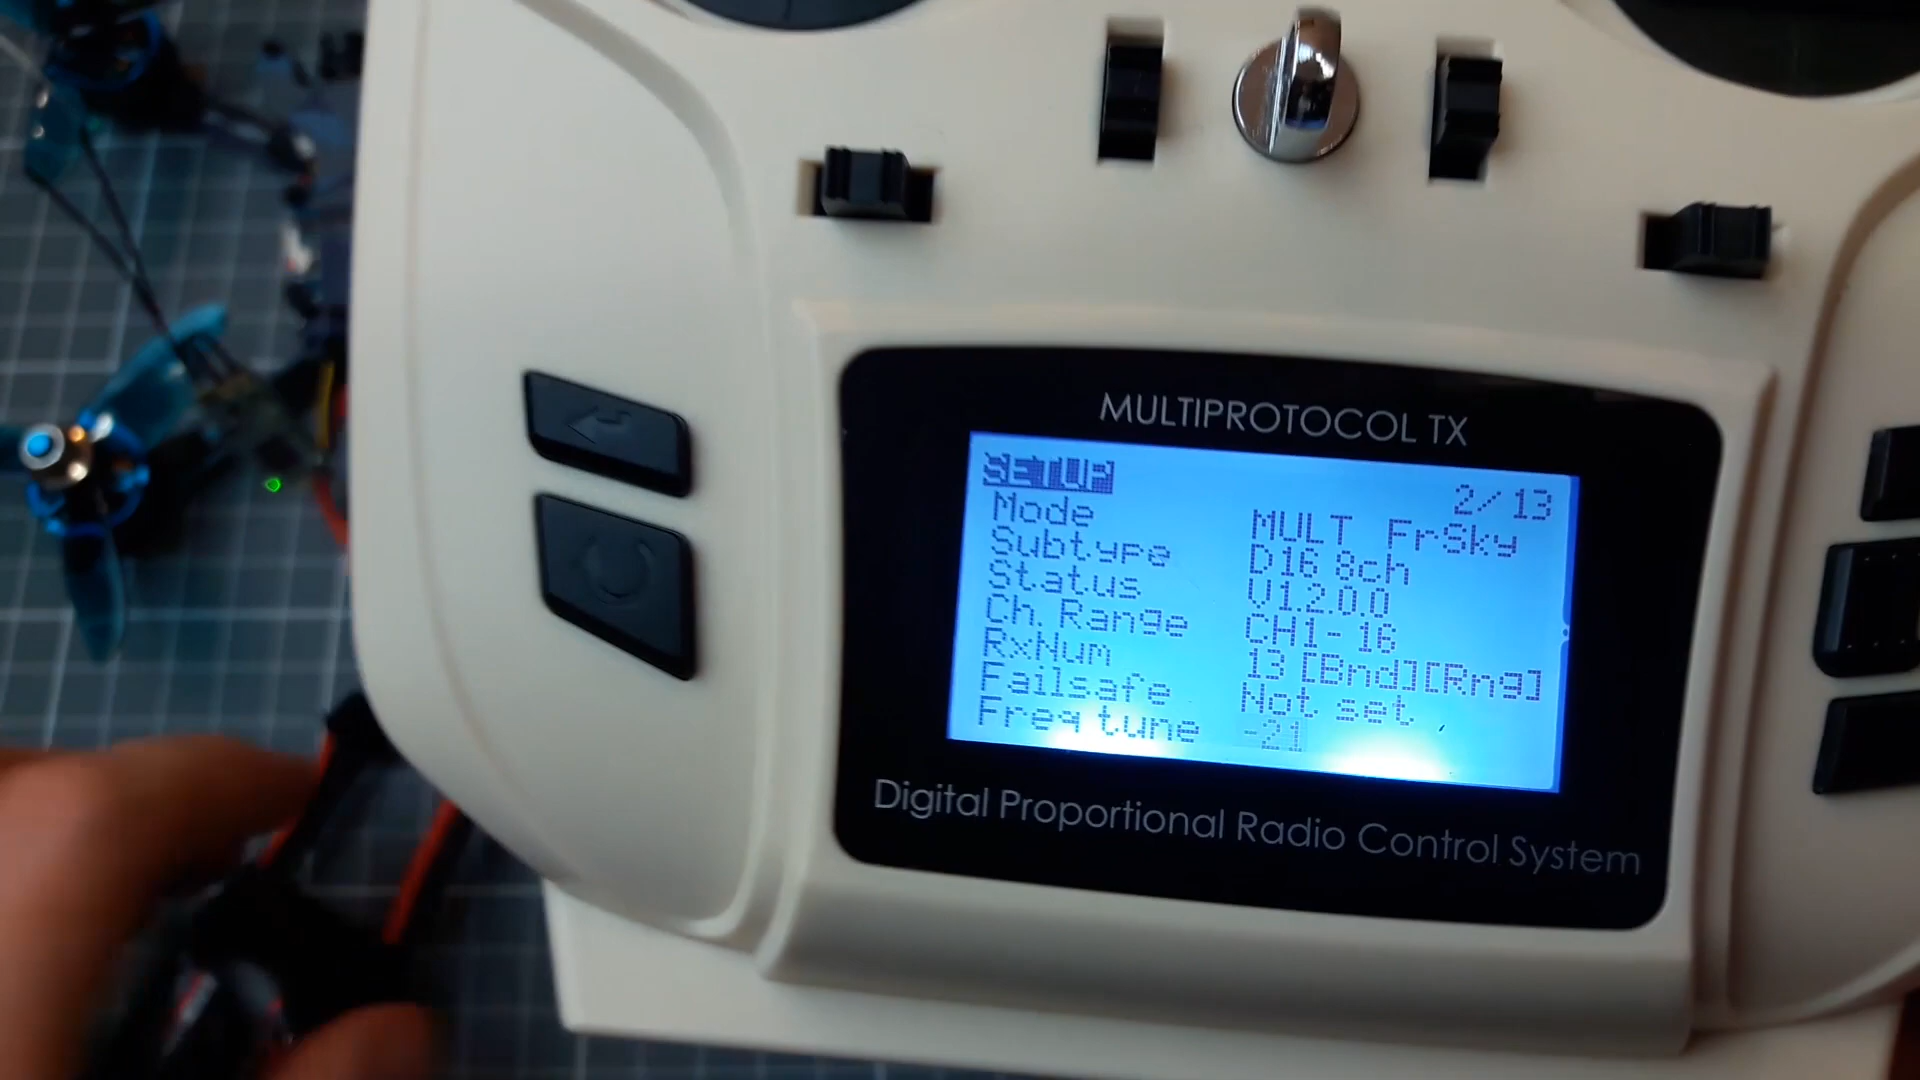 MULTIPROTOCOL TX
SETUP 2/13
Mode MULT FrSky
Subtype D16 8ch
Status V1.2.0.0
Ch. Range CH1-16
RxNum 13 [Bnd][Rng]
Failsafe Not set
Freq tune -21
Digital Proportional Radio Control System